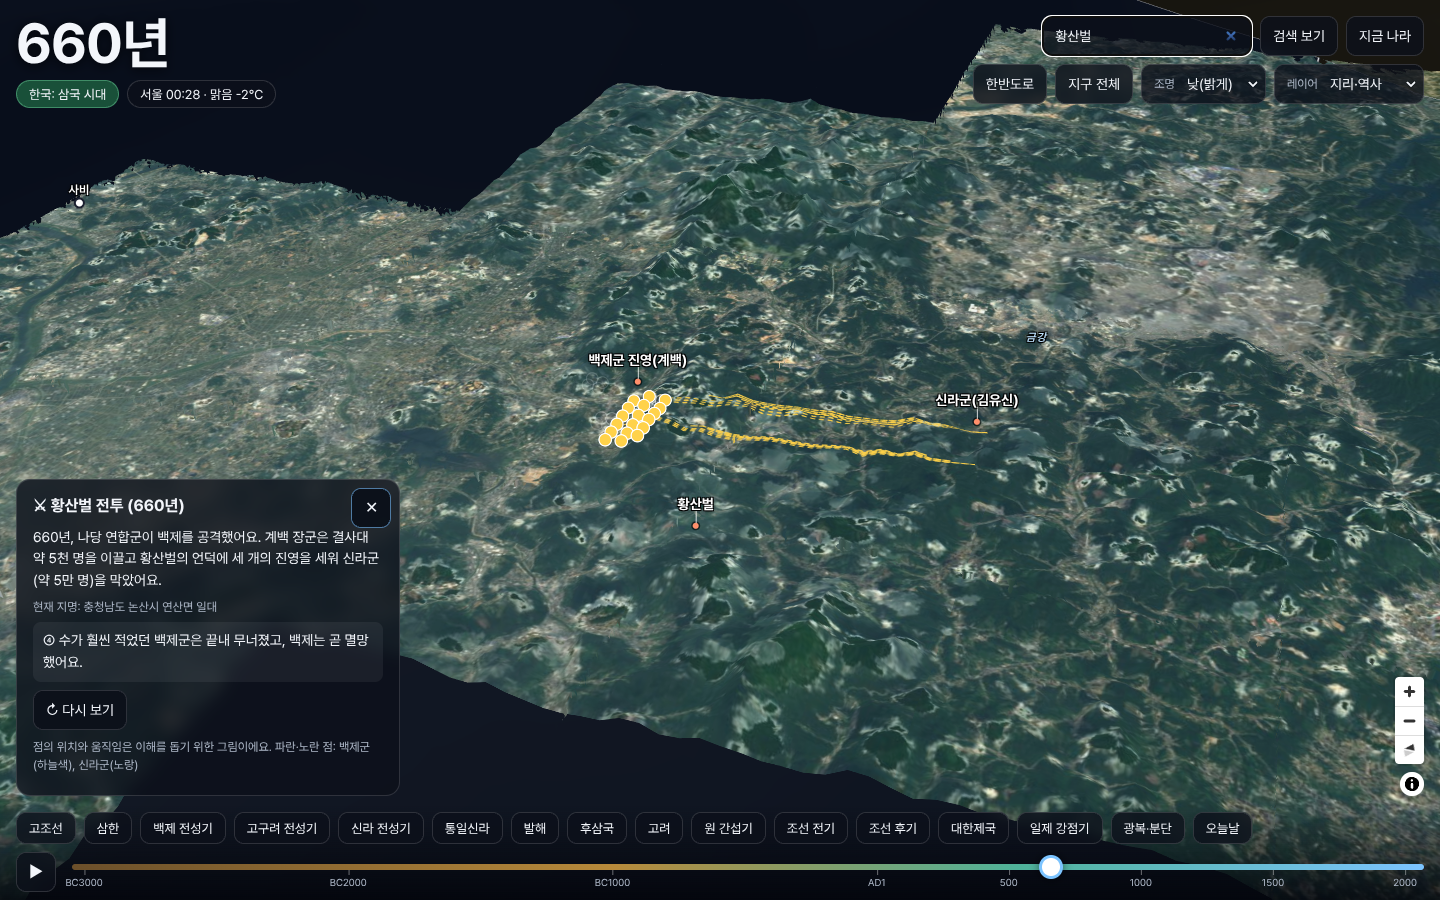 660년
한국: 삼국 시대
서울 00:28 · 맑음 -2°C
황산벌 ✕
검색 보기
지금 나라
한반도로
지구 전체
조명 낮(밝게)
레이어 지리·역사
사비
금강
백제군 진영(계백)
신라군(김유신)
황산벌
⚔ 황산벌 전투 (660년)
✕
660년, 나당 연합군이 백제를 공격했어요. 계백 장군은 결사대
약 5천 명을 이끌고 황산벌의 언덕에 세 개의 진영을 세워 신라군
(약 5만 명)을 막았어요.
현재 지명: 충청남도 논산시 연산면 일대
④ 수가 훨씬 적었던 백제군은 끝내 무너졌고, 백제는 곧 멸망
했어요.
↻ 다시 보기
점의 위치와 움직임은 이해를 돕기 위한 그림이에요. 파란·노란 점: 백제군
(하늘색), 신라군(노랑)
고조선
삼한
백제 전성기
고구려 전성기
신라 전성기
통일신라
발해
후삼국
고려
원 간섭기
조선 전기
조선 후기
대한제국
일제 강점기
광복·분단
오늘날
BC3000
BC2000
BC1000
AD1
500
1000
1500
2000